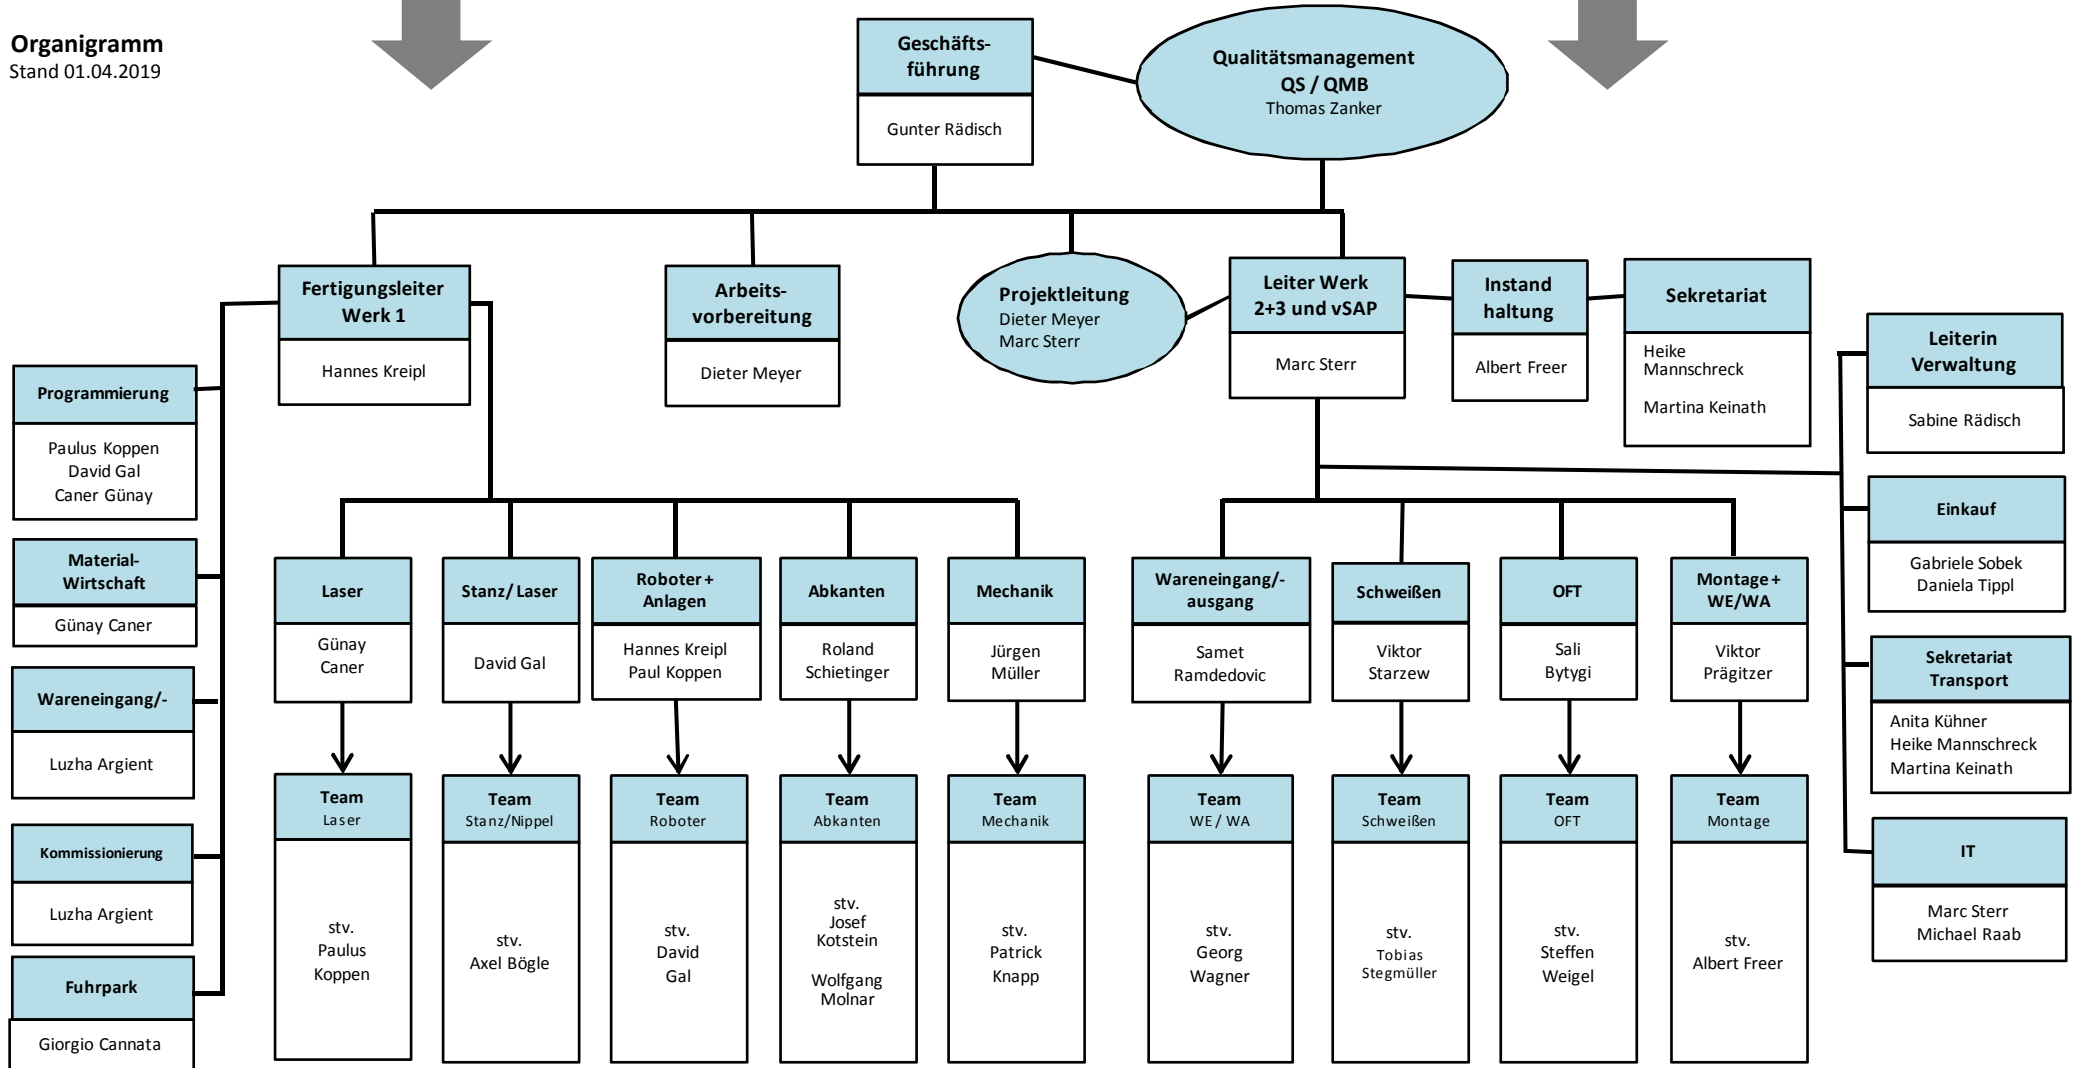 Organigramm
Stand 01.04.2019
Geschäfts-
führung
Gunter Rädisch
Qualitätsmanagement
QS / QMB
Thomas Zanker
Fertigungsleiter
Werk 1
Hannes Kreipl
Arbeits-
vorbereitung
Dieter Meyer
Projektleitung
Dieter Meyer
Marc Sterr
Leiter Werk
2+3 und vSAP
Marc Sterr
Instand
haltung
Albert Freer
Sekretariat
Heike
Mannschreck
Martina Keinath
Leiterin
Verwaltung
Sabine Rädisch
Programmierung
Paulus Koppen
David Gal
Caner Günay
Einkauf
Gabriele Sobek
Daniela Tippl
Material-
Wirtschaft
Günay Caner
Wareneingang/-
Luzha Argient
Kommissionierung
Luzha Argient
Fuhrpark
Giorgio Cannata
Laser
Günay
Caner
Stanz/ Laser
David Gal
Roboter +
Anlagen
Hannes Kreipl
Paul Koppen
Abkanten
Roland
Schietinger
Mechanik
Jürgen
Müller
Wareneingang/-
ausgang
Samet
Ramdedovic
Schweißen
Viktor
Starzew
OFT
Sali
Bytygi
Montage +
WE/WA
Viktor
Prägitzer
Sekretariat
Transport
Anita Kühner
Heike Mannschreck
Martina Keinath
IT
Marc Sterr
Michael Raab
Team
Laser
stv.
Paulus
Koppen
Team
Stanz/Nippel
stv.
Axel Bögle
Team
Roboter
stv.
David
Gal
Team
Abkanten
stv.
Josef
Kotstein
Wolfgang
Molnar
Team
Mechanik
stv.
Patrick
Knapp
Team
WE / WA
stv.
Georg
Wagner
Team
Schweißen
stv.
Tobias
Stegmüller
Team
OFT
stv.
Steffen
Weigel
Team
Montage
stv.
Albert Freer